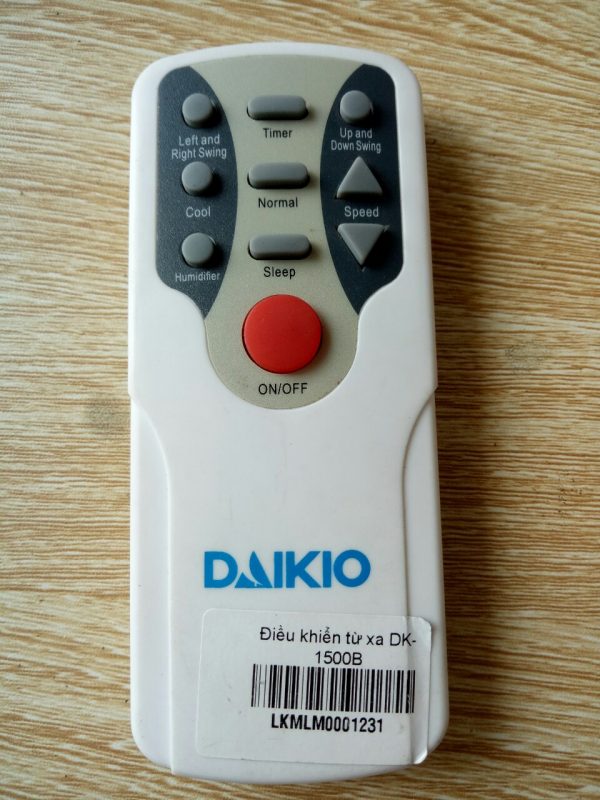 Left and
Right Swing
Timer
Up and
Down Swing
Cool
Normal
Speed
Humidifier
Sleep
ON/OFF
DAIKIO
Điều khiển từ xa DK-
1500B
LKMLM0001231